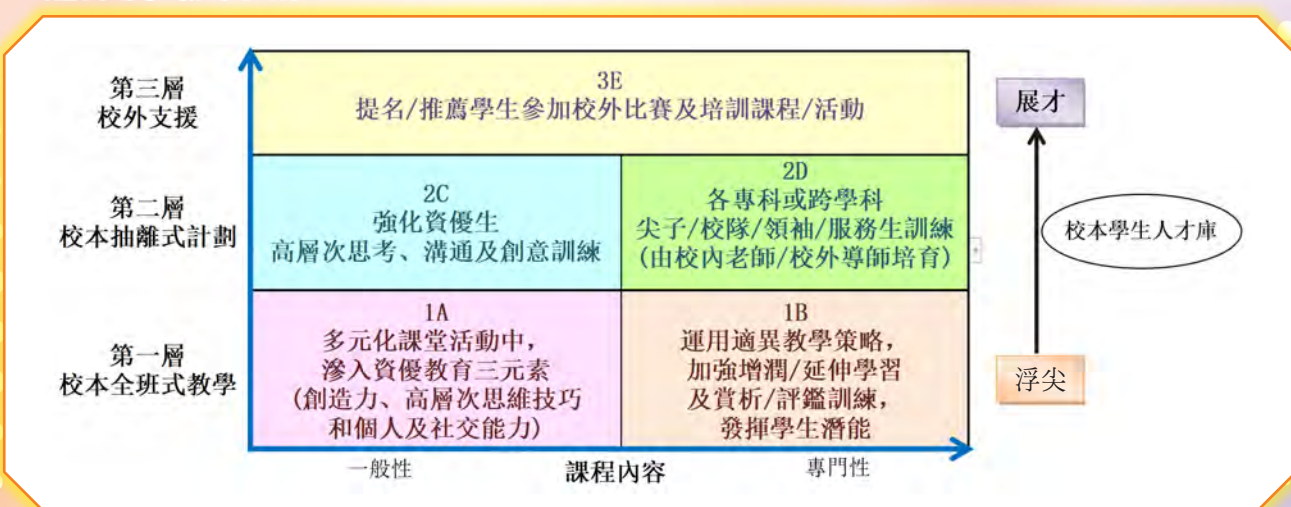 第三層
校外支援
3E
提名/推薦學生參加校外比賽及培訓課程/活動
展才
第二層
校本抽離式計劃
2C
強化資優生
高層次思考、溝通及創意訓練
2D
各專科或跨學科
尖子/校隊/領袖/服務生訓練
(由校內老師/校外導師培育)
校本學生人才庫
第一層
校本全班式教學
1A
多元化課堂活動中，
滲入資優教育三元素
(創造力、高層次思維技巧
和個人及社交能力)
1B
運用適異教學策略，
加強增潤/延伸學習
及賞析/評鑑訓練，
發揮學生潛能
浮尖
一般性
課程內容
專門性